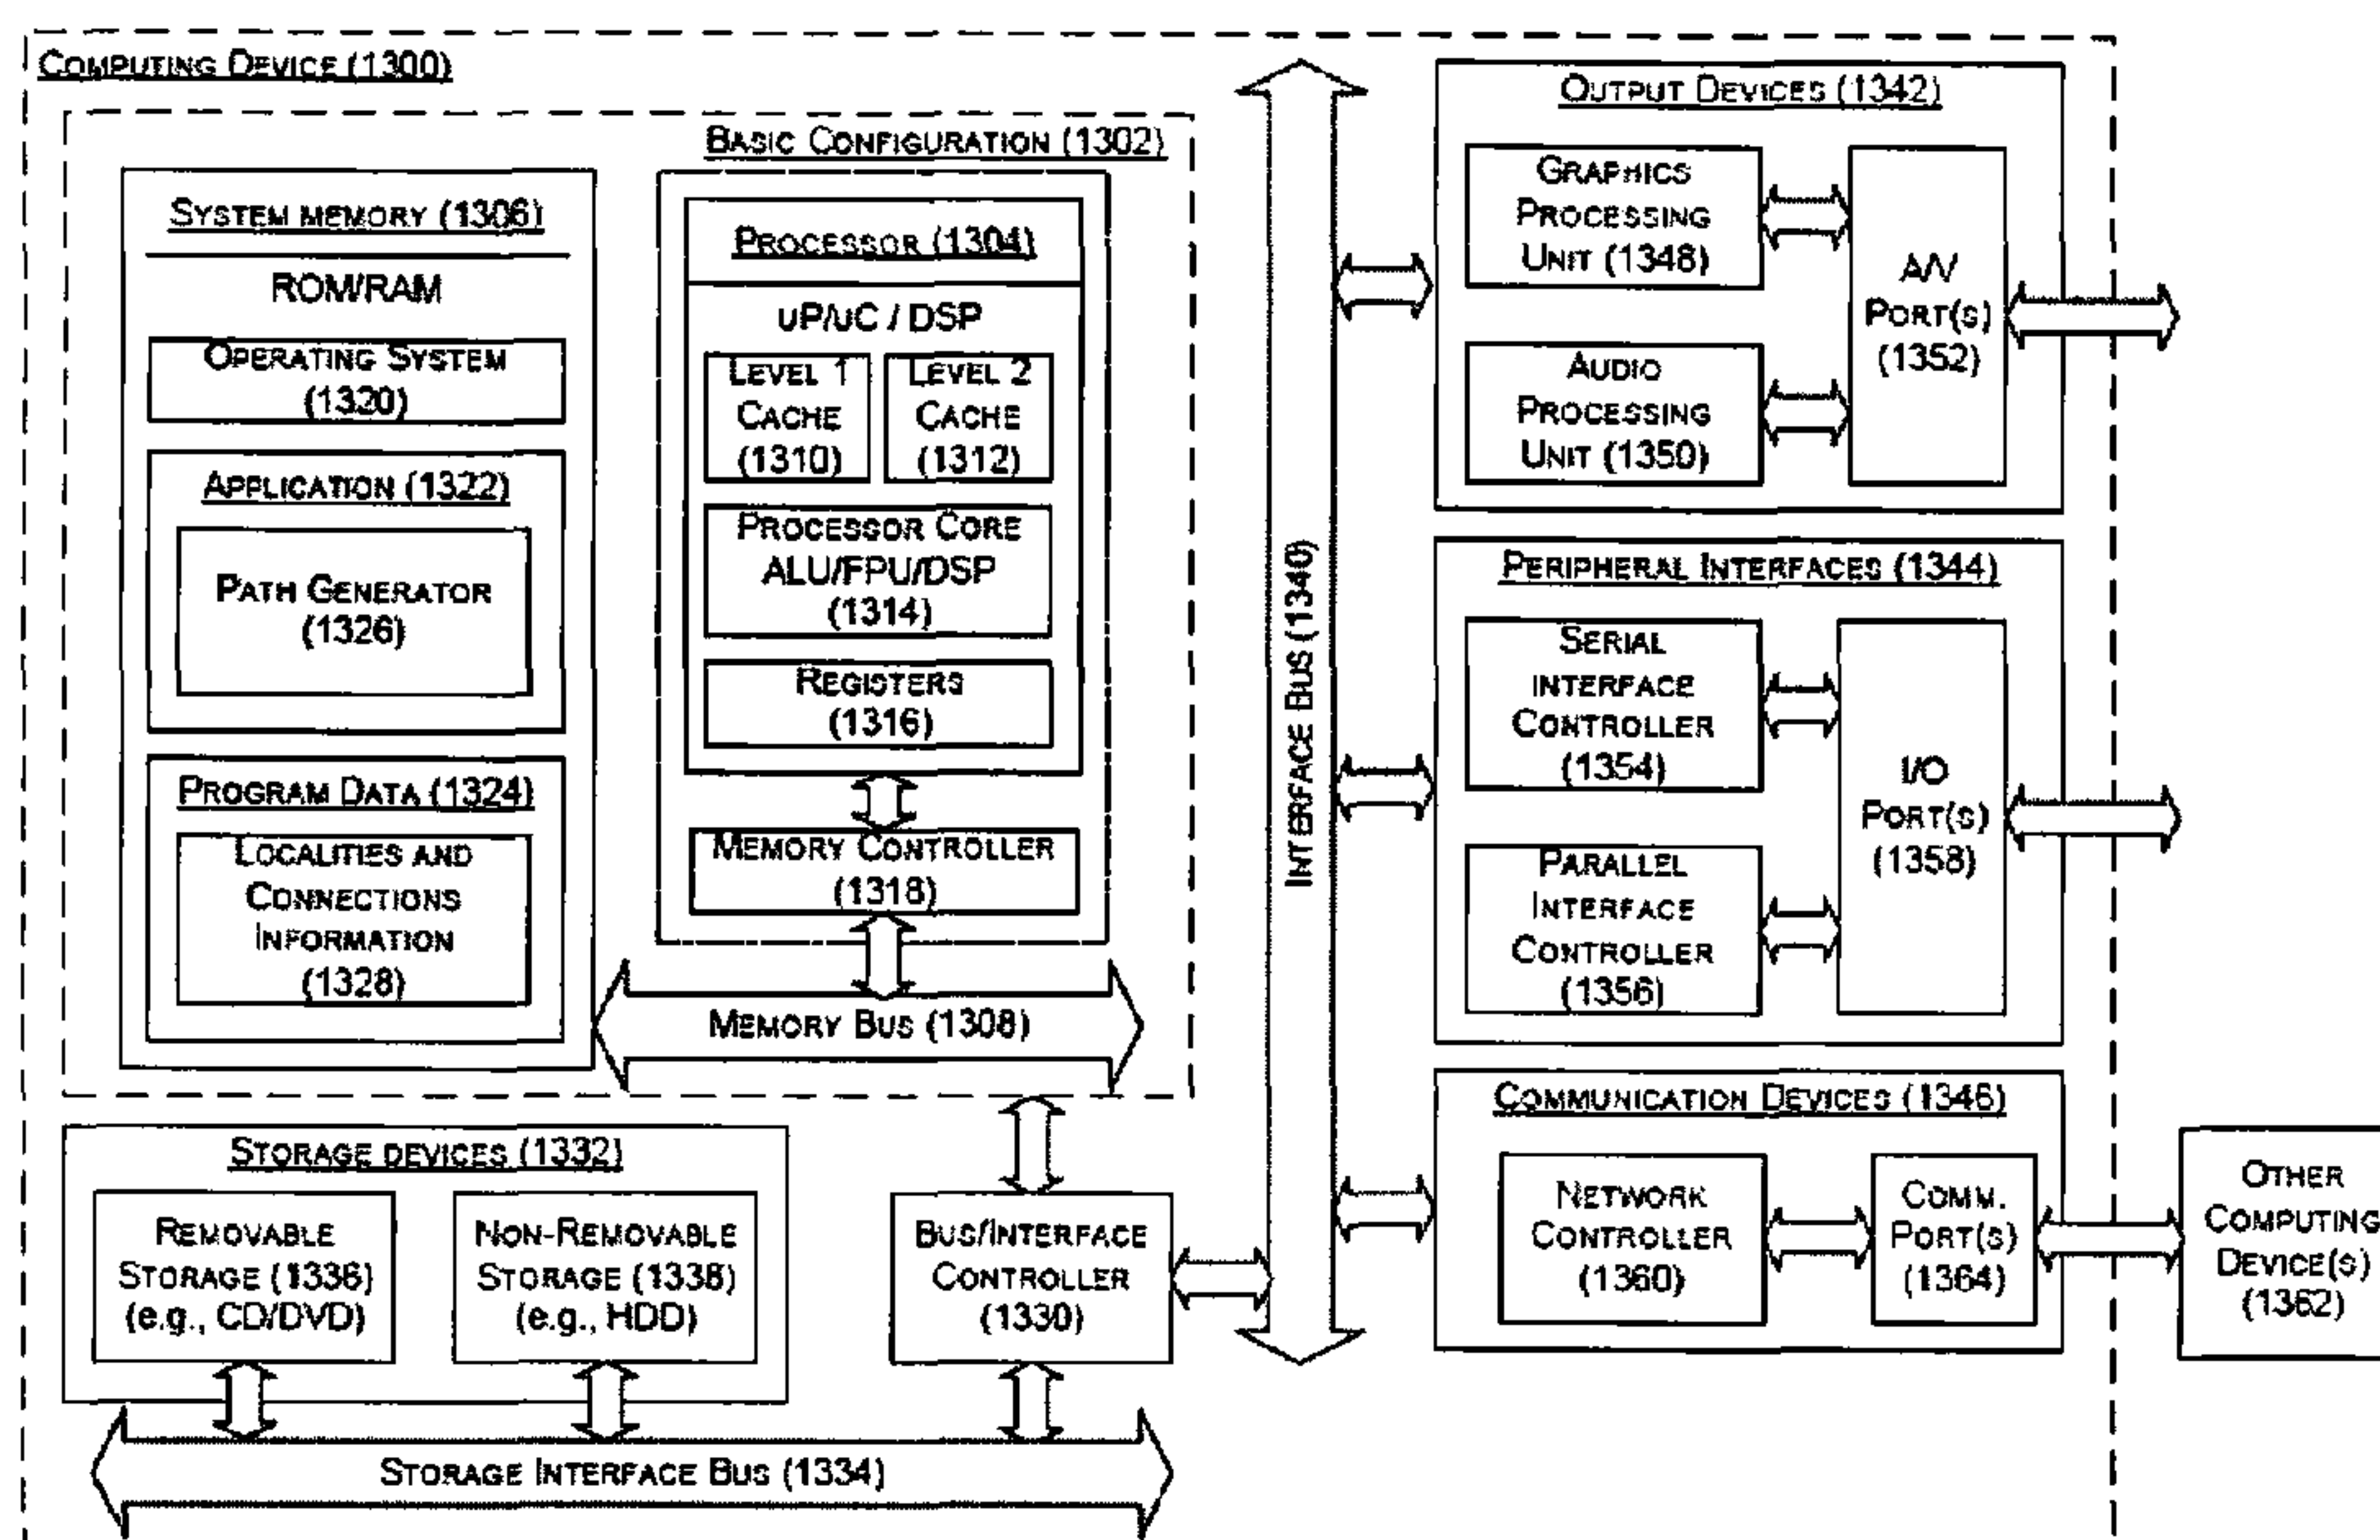 COMPUTING DEVICE (1300)
BASIC CONFIGURATION (1302)
SYSTEM MEMORY (1306)
ROM/RAM
OPERATING SYSTEM
(1320)
APPLICATION (1322)
PATH GENERATOR
(1326)
PROGRAM DATA (1324)
LOCALITIES AND
CONNECTIONS
INFORMATION
(1328)
PROCESSOR (1304)
uP/uC / DSP
LEVEL 1
CACHE
(1310)
LEVEL 2
CACHE
(1312)
PROCESSOR CORE
ALU/FPU/DSP
(1314)
REGISTERS
(1316)
MEMORY CONTROLLER
(1318)
MEMORY BUS (1308)
STORAGE DEVICES (1332)
REMOVABLE
STORAGE (1336)
(e.g., CD/DVD)
NON-REMOVABLE
STORAGE (1338)
(e.g., HDD)
BUS/INTERFACE
CONTROLLER
(1330)
STORAGE INTERFACE BUS (1334)
INTERFACE BUS (1340)
OUTPUT DEVICES (1342)
GRAPHICS
PROCESSING
UNIT (1348)
AUDIO
PROCESSING
UNIT (1350)
A/V
PORT(S)
(1352)
PERIPHERAL INTERFACES (1344)
SERIAL
INTERFACE
CONTROLLER
(1354)
PARALLEL
INTERFACE
CONTROLLER
(1356)
I/O
PORT(S)
(1358)
COMMUNICATION DEVICES (1346)
NETWORK
CONTROLLER
(1360)
COMM.
PORT(S)
(1364)
OTHER
COMPUTING
DEVICE(S)
(1362)